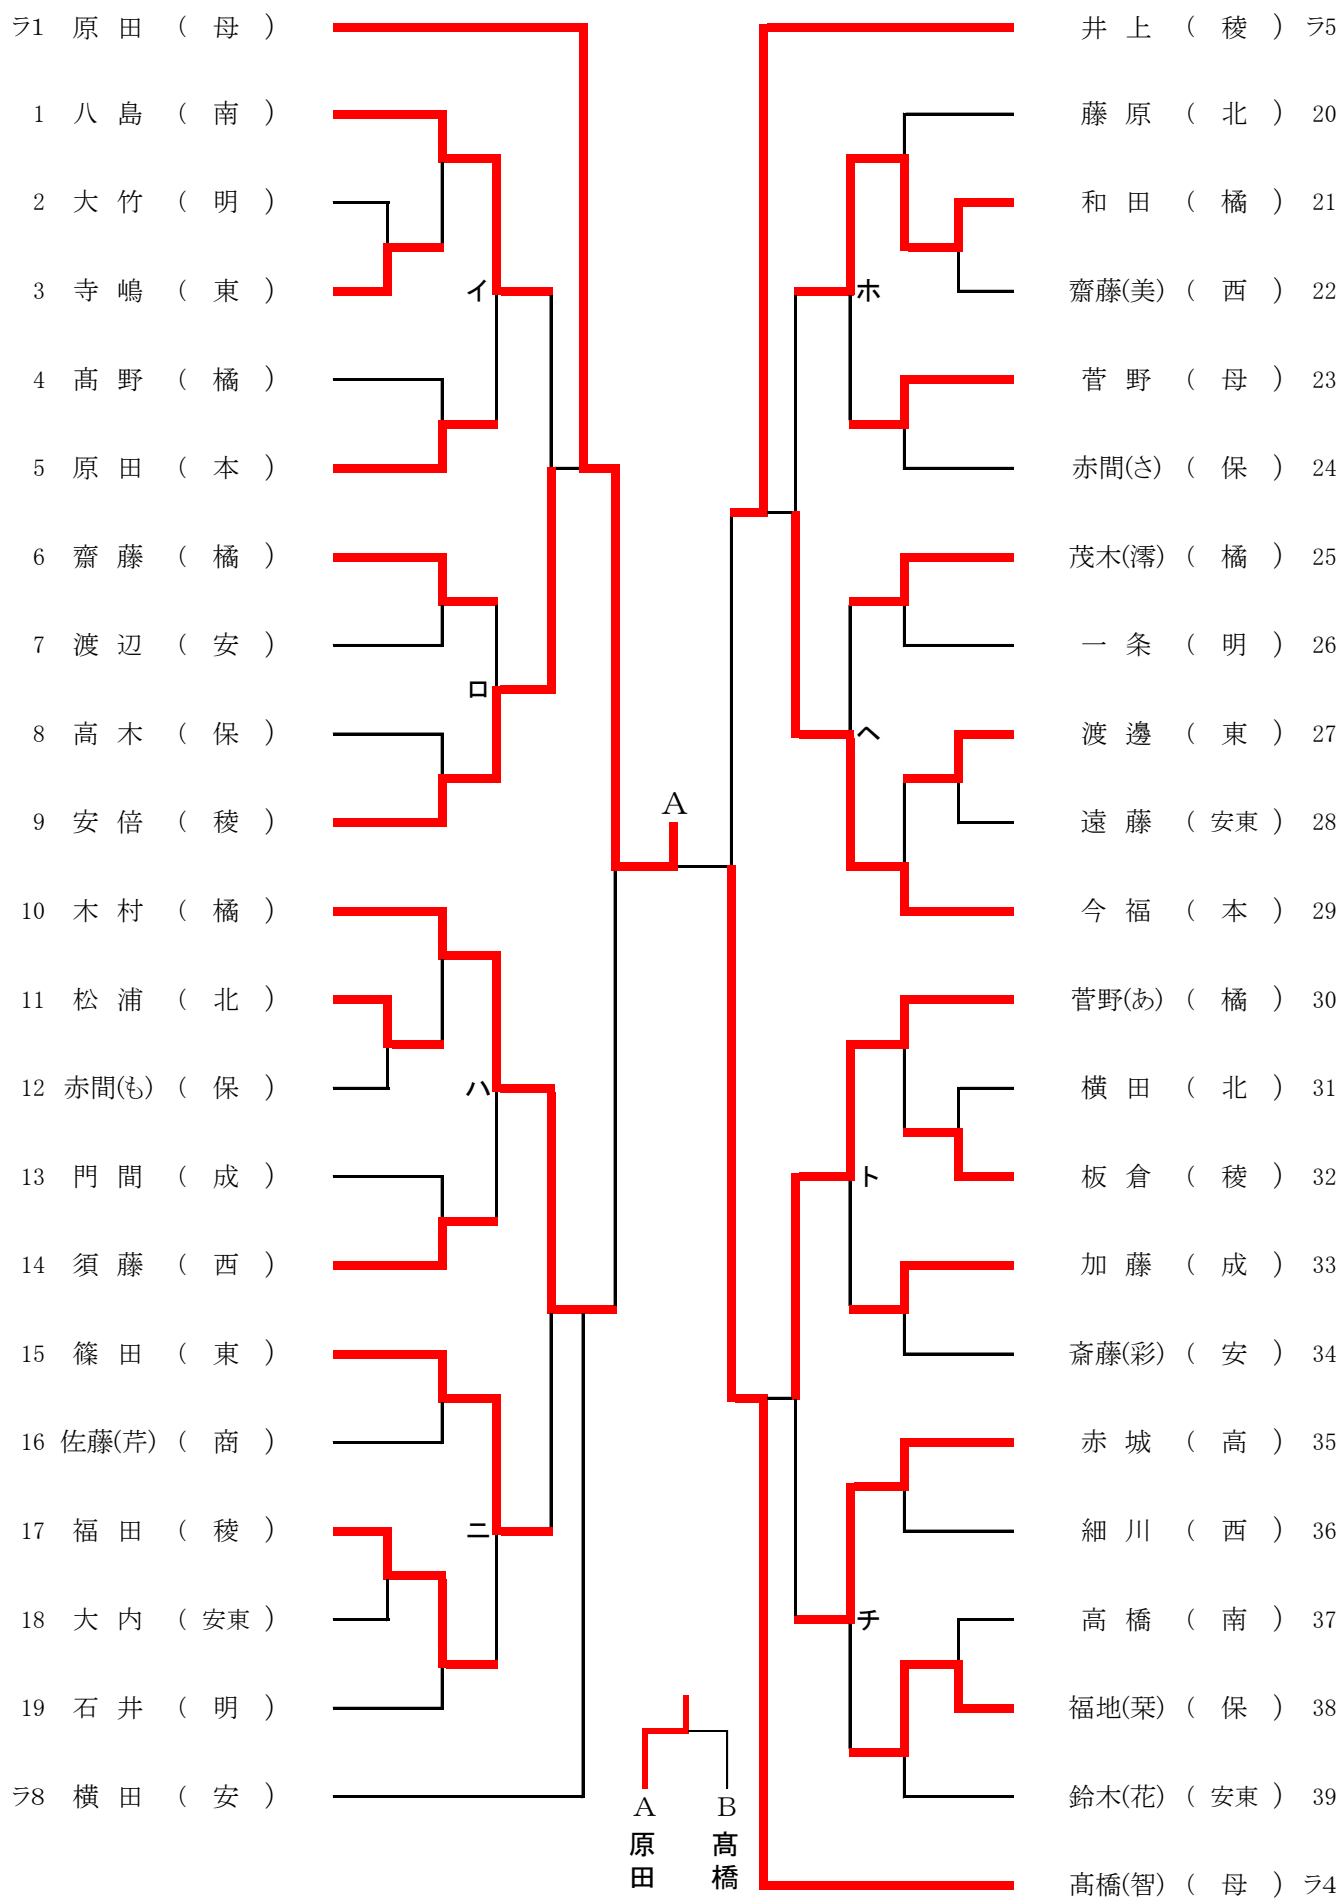 ラ1 原田 ( 母 )
1 八島 ( 南 )
2 大竹 ( 明 )
3 寺嶋 ( 東 )
イ
4 髙野 ( 橘 )
5 原田 ( 本 )
6 齋藤 ( 橘 )
7 渡辺 ( 安 )
ロ
8 高木 ( 保 )
9 安倍 ( 稜 )
10 木村 ( 橘 )
11 松浦 ( 北 )
12 赤間(も) ( 保 )
ハ
13 門間 ( 成 )
14 須藤 ( 西 )
15 篠田 ( 東 )
16 佐藤(芹) ( 商 )
17 福田 ( 稜 )
ニ
18 大内 ( 安東 )
19 石井 ( 明 )
ラ8 横田 ( 安 )
A
A
原田
B
髙橋
井上 ( 稜 ) ラ5
藤原 ( 北 ) 20
和田 ( 橘 ) 21
齋藤(美) ( 西 ) 22
ホ
菅野 ( 母 ) 23
赤間(さ) ( 保 ) 24
茂木(澪) ( 橘 ) 25
一条 ( 明 ) 26
渡邊 ( 東 ) 27
ヘ
遠藤 ( 安東 ) 28
今福 ( 本 ) 29
菅野(あ) ( 橘 ) 30
横田 ( 北 ) 31
板倉 ( 稜 ) 32
ト
加藤 ( 成 ) 33
斎藤(彩) ( 安 ) 34
赤城 ( 高 ) 35
細川 ( 西 ) 36
高橋 ( 南 ) 37
チ
福地(栞) ( 保 ) 38
鈴木(花) ( 安東 ) 39
髙橋(智) ( 母 ) ラ4